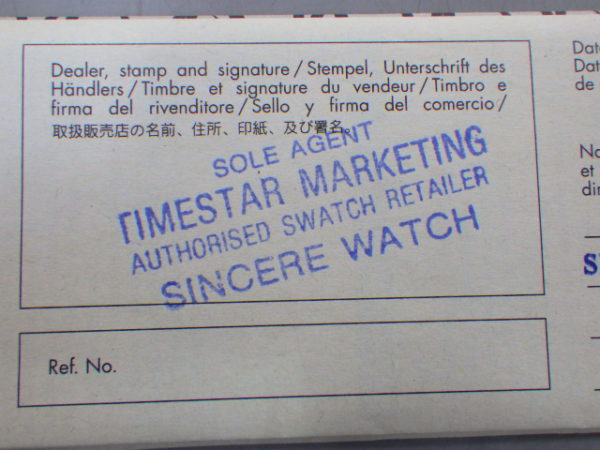 Dealer, stamp and signature/Stempel, Unterschrift des
Händlers/Timbre et signature du vendeur/Timbro e
firma del rivenditore/Sello y firma del comercio/
取扱販売店の名前、住所、印紙、及び署名。
SOLE AGENT
TIMESTAR MARKETING
AUTHORISED SWATCH RETAILER
SINCERE WATCH
Ref. No.
de
et